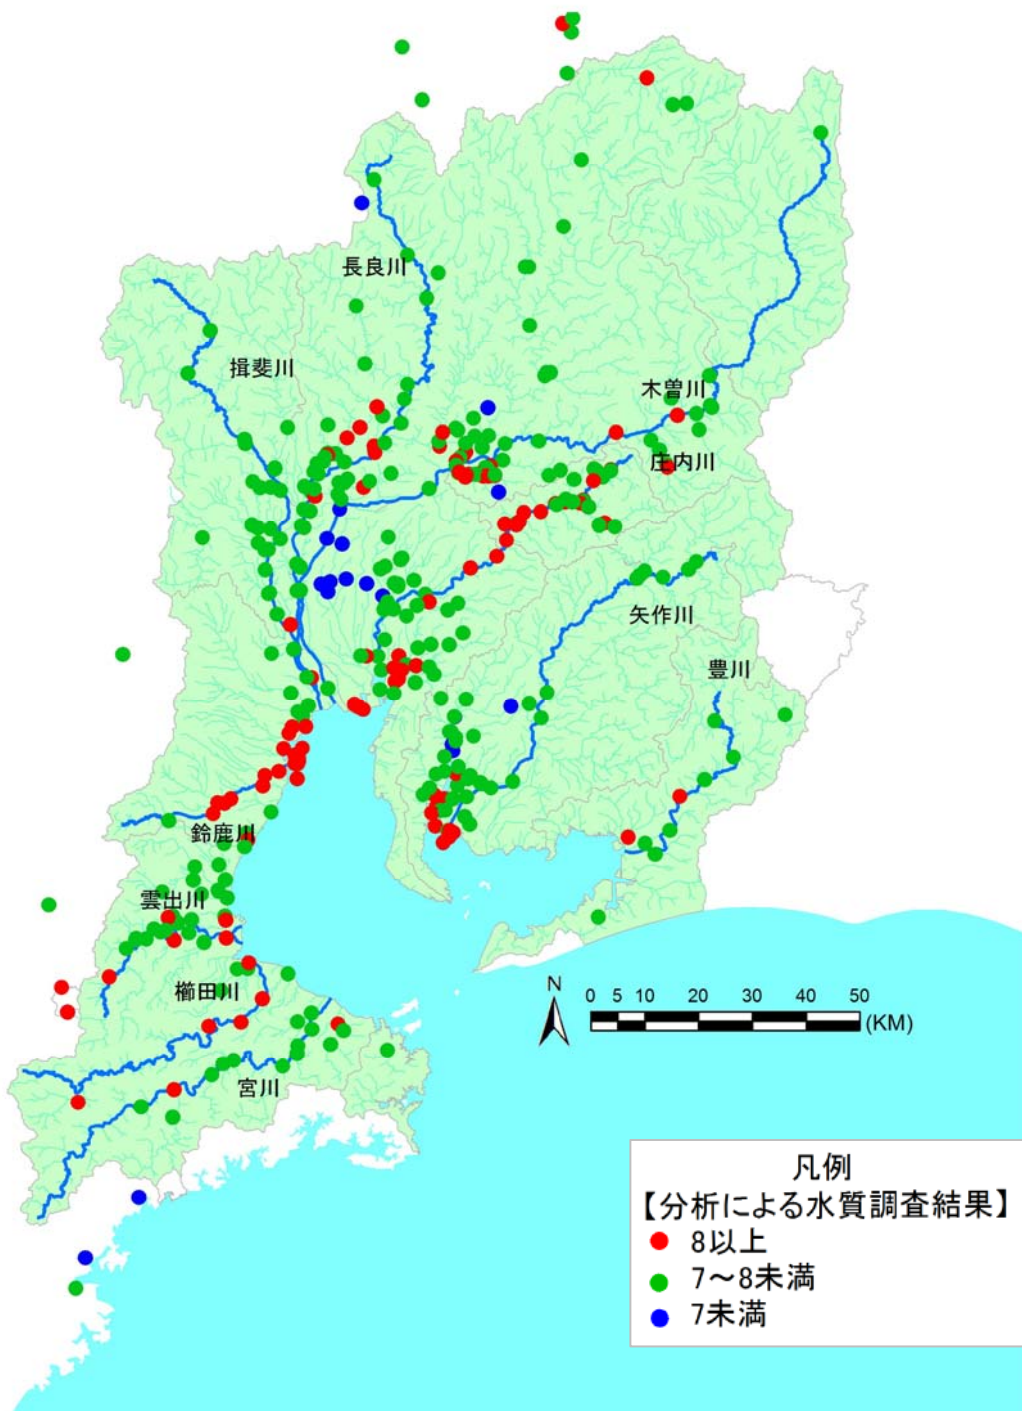 長良川
揖斐川
木曽川
庄内川
矢作川
豊川
鈴鹿川
雲出川
櫛田川
宮川
N
0 5 10 20 30 40 50
(KM)
凡例
【分析による水質調査結果】
8以上
7～8未満
7未満